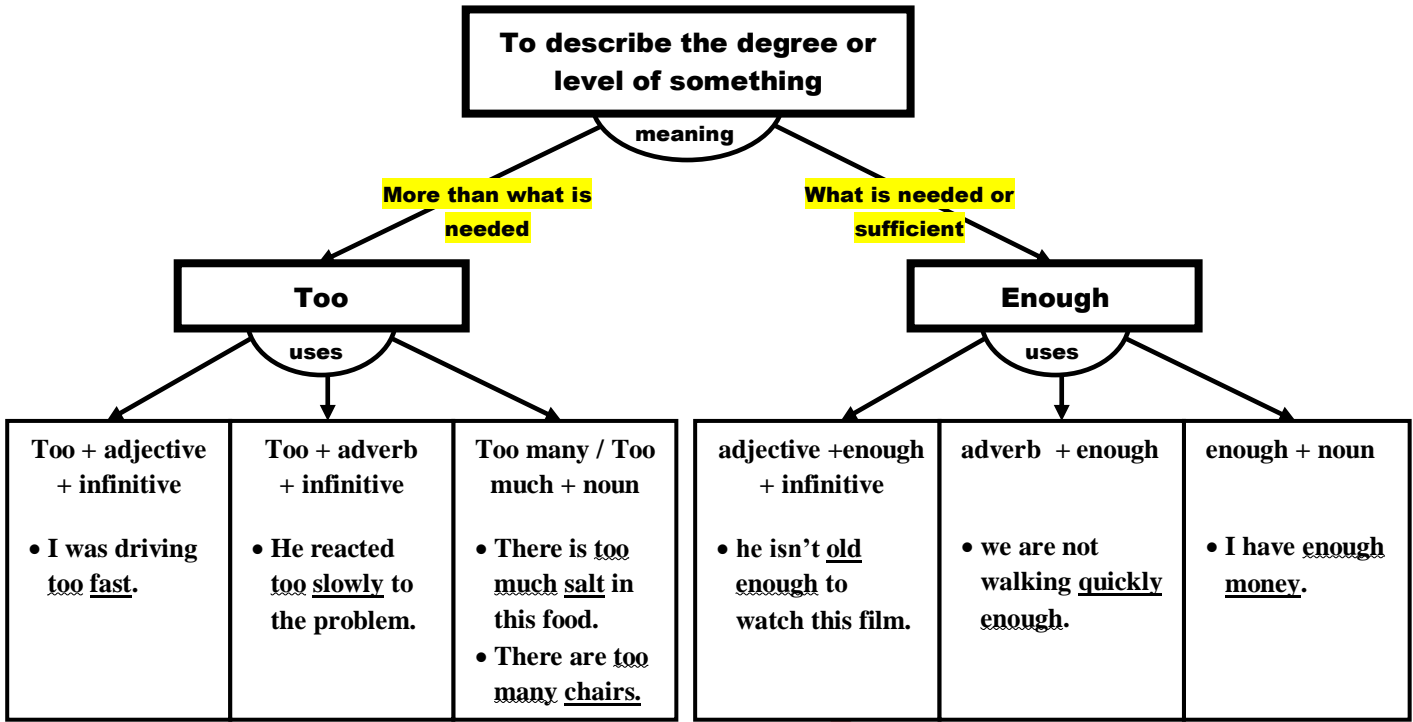 To describe the degree or
level of something
meaning
More than what is
needed
What is needed or
sufficient
Too
Enough
uses
uses
Too + adjective
+ infinitive
• I was driving
too fast.
Too + adverb
+ infinitive
• He reacted
too slowly to
the problem.
Too many / Too
much + noun
• There is too
much salt in
this food.
• There are too
many chairs.
adjective +enough
+ infinitive
• he isn’t old
enough to
watch this film.
adverb + enough
• we are not
walking quickly
enough.
enough + noun
• I have enough
money.